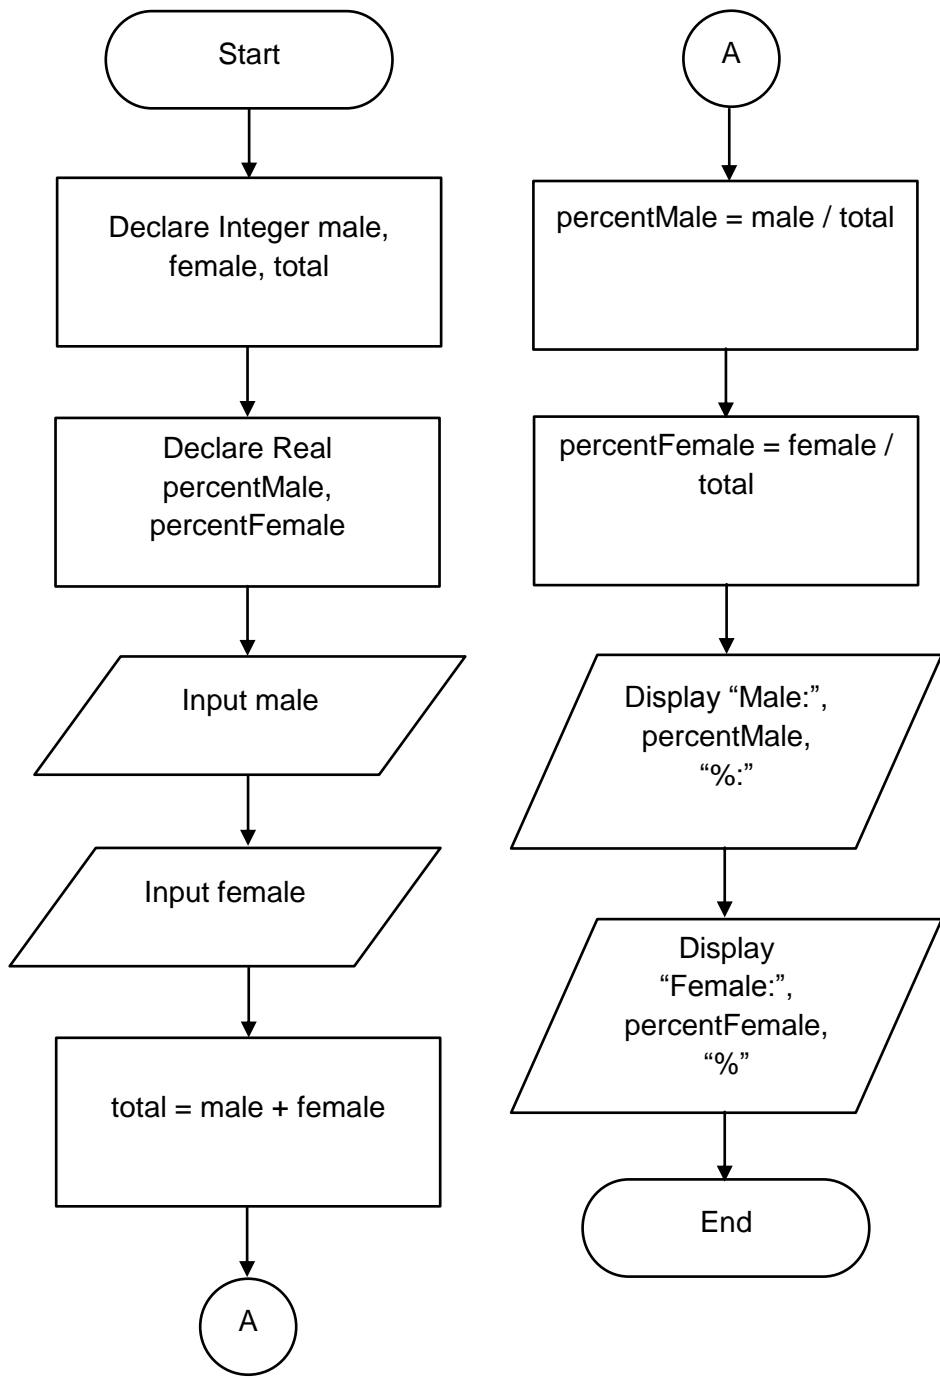 Start
Declare Integer male,
female, total
Declare Real
percentMale,
percentFemale
Input male
Input female
total = male + female
A
A
percentMale = male / total
percentFemale = female /
total
Display “Male:”,
percentMale,
“%:”
Display
“Female:”,
percentFemale,
“%”
End